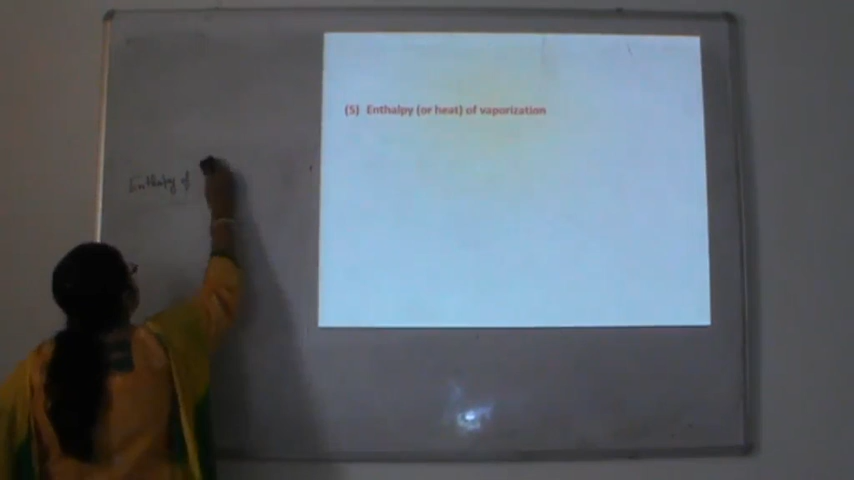 (5) Enthalpy (or heat) of vaporization
Enthalpy of